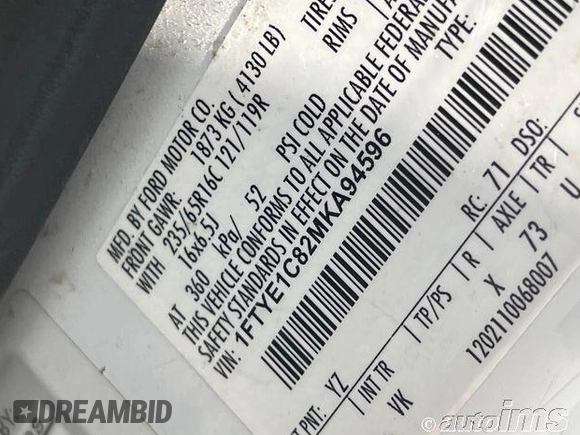 MFD. BY FORD MOTOR CO.
FRONT GAWR: 1873 KG ( 4130 LB)
TIRES
WITH 235/65R16C 121/119R
RIMS
16x6.5J
AT 360 kPa/ 52 PSI COLD
THIS VEHICLE CONFORMS TO ALL APPLICABLE FEDERAL
SAFETY STANDARDS IN EFFECT ON THE DATE OF MANUFA
VIN: 1FTYE1C82MKA94596
TYPE:
RC: 71 DSO:
PNT: YZ
INT TR TP/PS R AXLE TR
VK X 73 U
1202110068007
DREAMBID
autoims